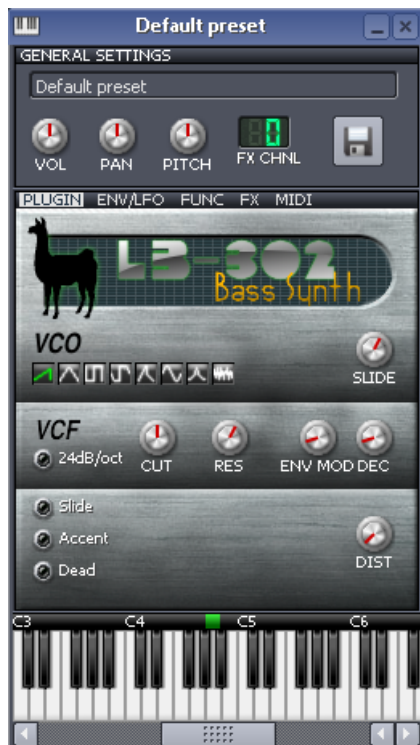 Default preset
GENERAL SETTINGS
Default preset
VOL PAN PITCH FX CHNL
0
PLUGIN ENV/LFO FUNC FX MIDI
LB-302
Bass Synth
VCO
SLIDE
VCF
24dB/oct CUT RES ENV MOD DEC
Slide
Accent
Dead
DIST
C3 C4 C5 C6